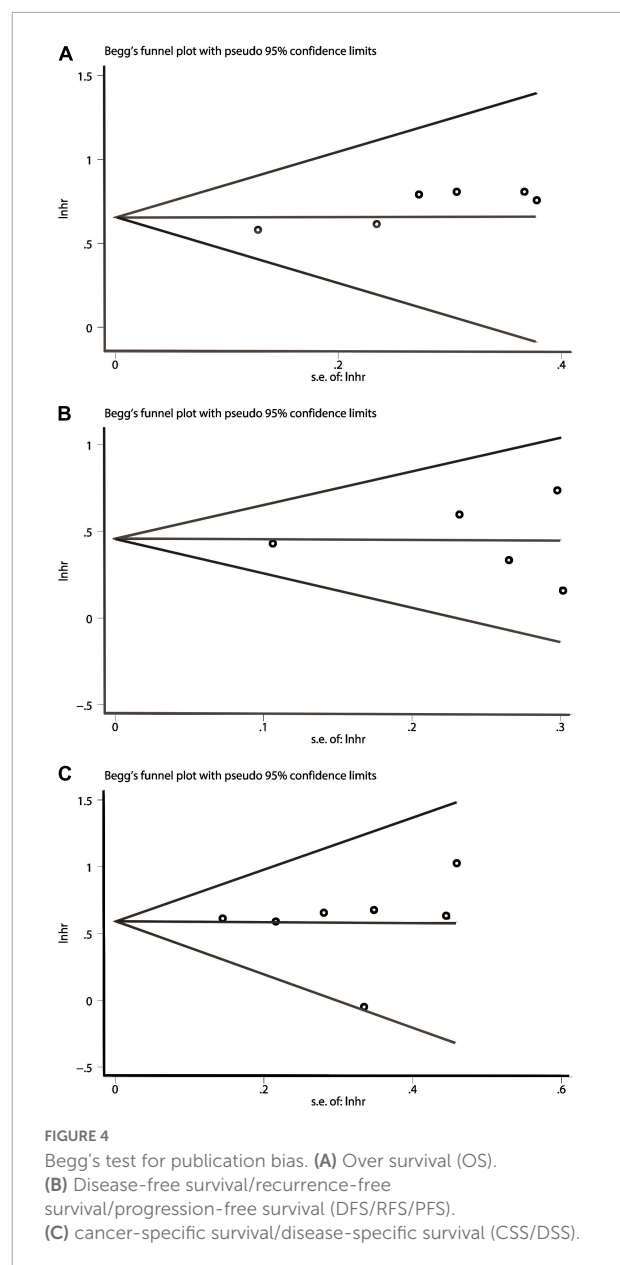 A Begg's funnel plot with pseudo 95% confidence limits
1.5
1
.5
0
lnhr
0 .2 .4
s.e. of: lnhr
B Begg's funnel plot with pseudo 95% confidence limits
1
.5
0
-.5
lnhr
0 .1 .2 .3
s.e. of: lnhr
C Begg's funnel plot with pseudo 95% confidence limits
1.5
1
.5
0
-.5
lnhr
0 .2 .4 .6
s.e. of: lnhr
FIGURE 4
Begg's test for publication bias. (A) Over survival (OS).
(B) Disease-free survival/recurrence-free
survival/progression-free survival (DFS/RFS/PFS).
(C) cancer-specific survival/disease-specific survival (CSS/DSS).